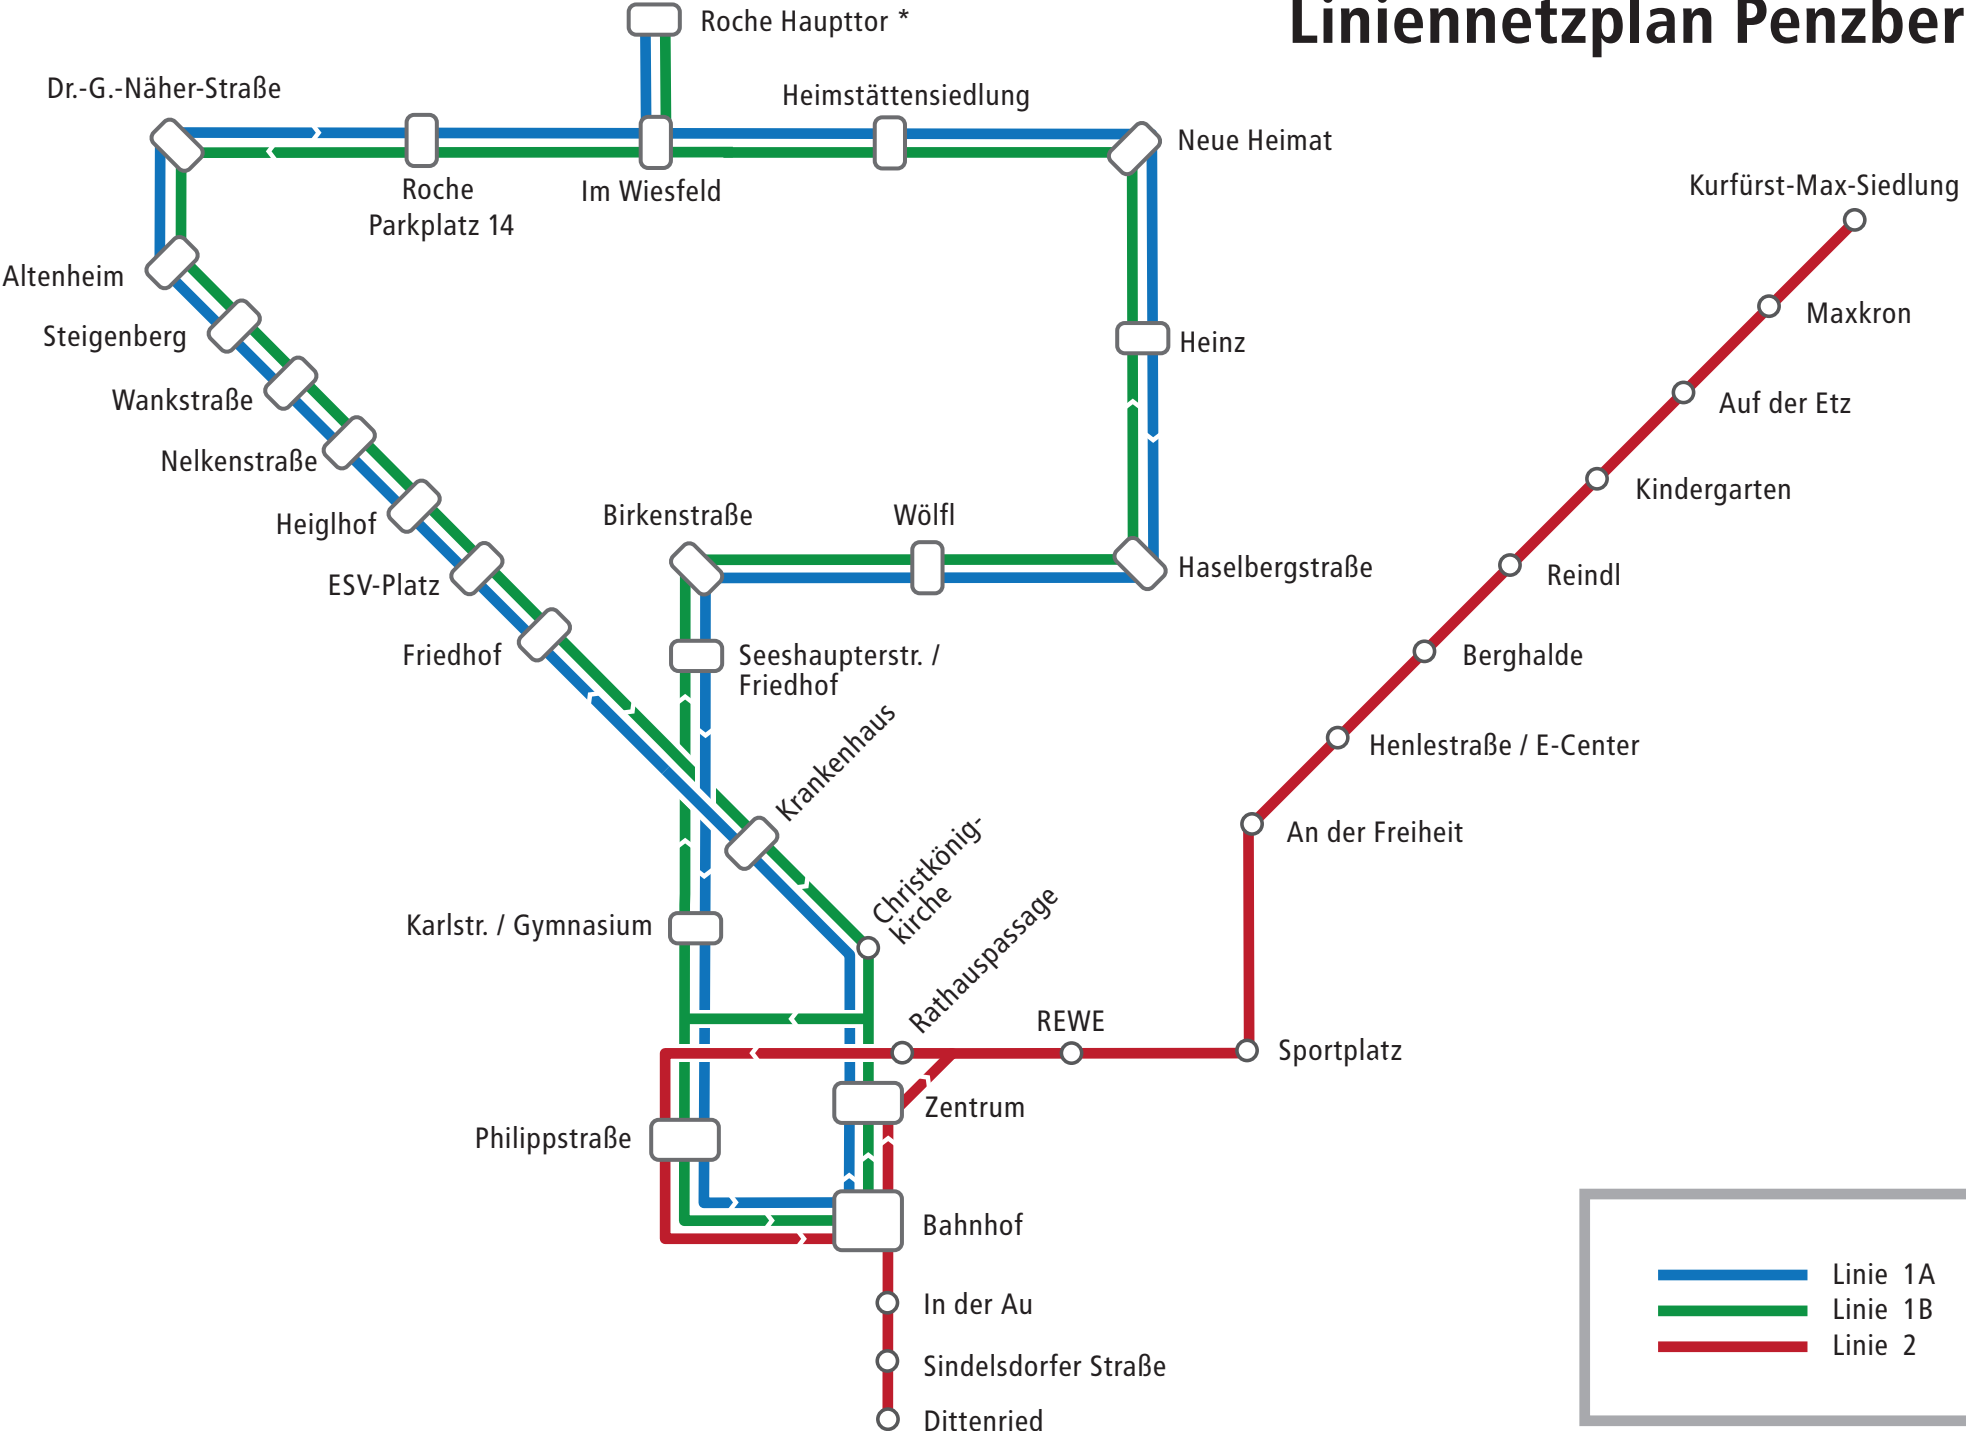 Liniennetzplan Penzber
Roche Haupttor *
Dr.-G.-Näher-Straße
Heimstättensiedlung
Neue Heimat
Roche
Parkplatz 14
Im Wiesfeld
Kurfürst-Max-Siedlung
Altenheim
Steigenberg
Heinz
Maxkron
Wankstraße
Auf der Etz
Nelkenstraße
Kindergarten
Heiglhof
Birkenstraße
Wölfl
Haselbergstraße
Reindl
ESV-Platz
Friedhof
Seeshaupterstr. /
Friedhof
Berghalde
Krankenhaus
Henlestraße / E-Center
An der Freiheit
Christkönig-
kirche
Karlstr. / Gymnasium
Rathauspassage
REWE
Sportplatz
Zentrum
Philippstraße
Bahnhof
In der Au
Sindelsdorfer Straße
Dittenried
Linie 1A
Linie 1B
Linie 2